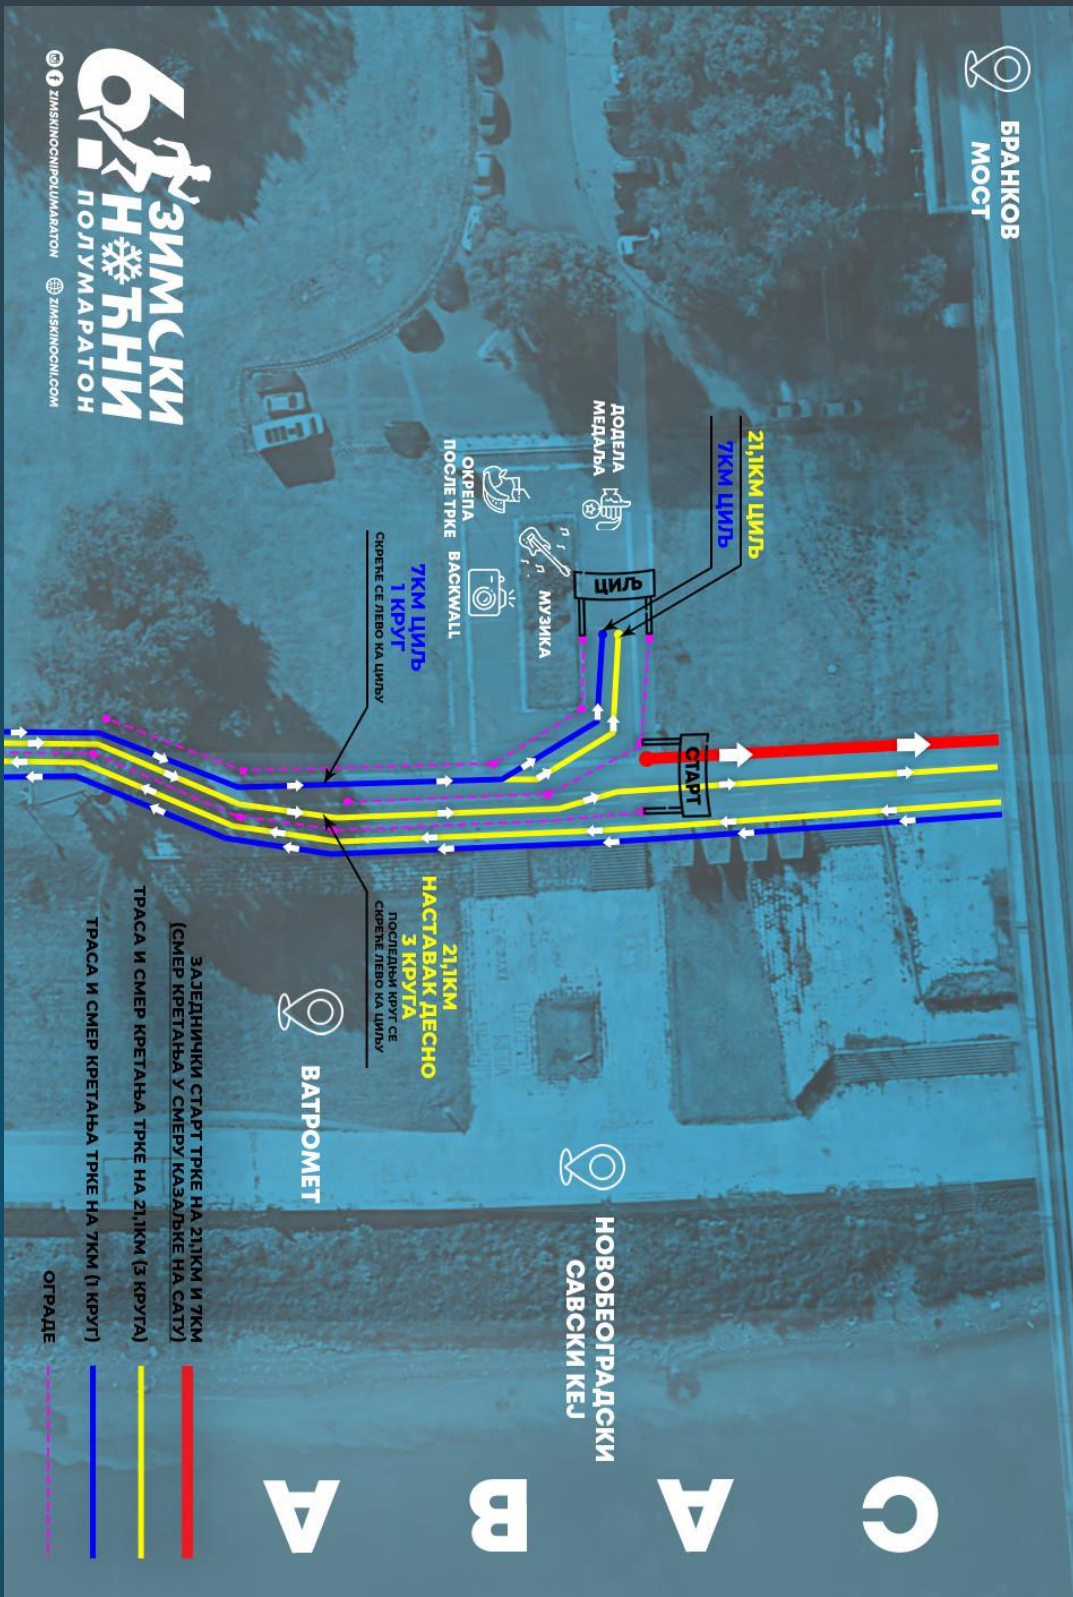 БРАНКОВ
МОСТ
6. ЗИМСКИ
НОЋНИ
ПОЛУМАРАТОН
ZIMSKINOCNIPOLUMARATON ZIMSKINOCNI.COM
21,1КМ ЦИЉ
7КМ ЦИЉ
ДОДЕЛА
МЕДАЉА
ОКРЕПА
ПОСЛЕ ТРКЕ
BACKWALL
МУЗИКА
ЦИЉ
СТАРТ
7КМ ЦИЉ
1 КРУГ
СКРЕЋЕ СЕ ЛЕВО КА ЦИЉУ
21,1КМ
НАСТАВАК ДЕСНО
3 КРУГА
ПОСЛЕДЊИ КРУГ СЕ
СКРЕЋЕ ЛЕВО КА ЦИЉУ
ВАТРОМЕТ
НОВОБЕОГРАДСКИ
САВСКИ КЕЈ
САВА
ЗАЈЕДНИЧКИ СТАРТ ТРКЕ НА 21,1КМ И 7КМ
(СМЕР КРЕТАЊА У СМЕРУ КАЗАЉКЕ НА САТУ)
ТРАСА И СМЕР КРЕТАЊА ТРКЕ НА 21,1КМ (3 КРУГА)
ТРАСА И СМЕР КРЕТАЊА ТРКЕ НА 7КМ (1 КРУГ)
ОГРАДЕ